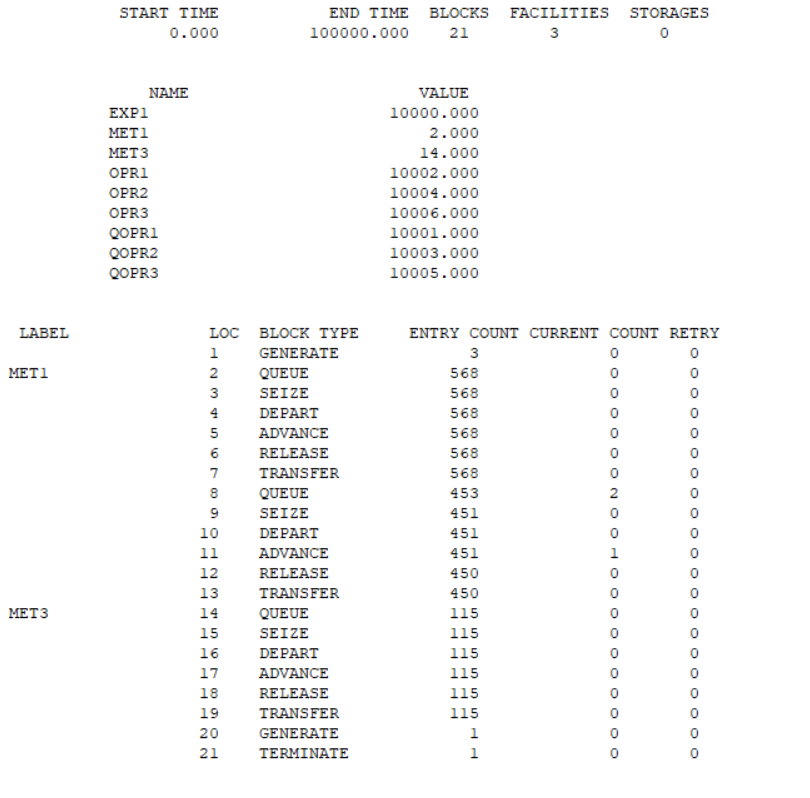 START TIME END TIME BLOCKS FACILITIES STORAGES
0.000 100000.000 21 3 0
NAME VALUE
EXP1 10000.000
MET1 2.000
MET3 14.000
OPR1 10002.000
OPR2 10004.000
OPR3 10006.000
QOPR1 10001.000
QOPR2 10003.000
QOPR3 10005.000
LABEL LOC BLOCK TYPE ENTRY COUNT CURRENT COUNT RETRY
1 GENERATE 3 0 0
MET1 2 QUEUE 568 0 0
3 SEIZE 568 0 0
4 DEPART 568 0 0
5 ADVANCE 568 0 0
6 RELEASE 568 0 0
7 TRANSFER 568 0 0
8 QUEUE 453 2 0
9 SEIZE 451 0 0
10 DEPART 451 0 0
11 ADVANCE 451 1 0
12 RELEASE 450 0 0
13 TRANSFER 450 0 0
MET3 14 QUEUE 115 0 0
15 SEIZE 115 0 0
16 DEPART 115 0 0
17 ADVANCE 115 0 0
18 RELEASE 115 0 0
19 TRANSFER 115 0 0
20 GENERATE 1 0 0
21 TERMINATE 1 0 0